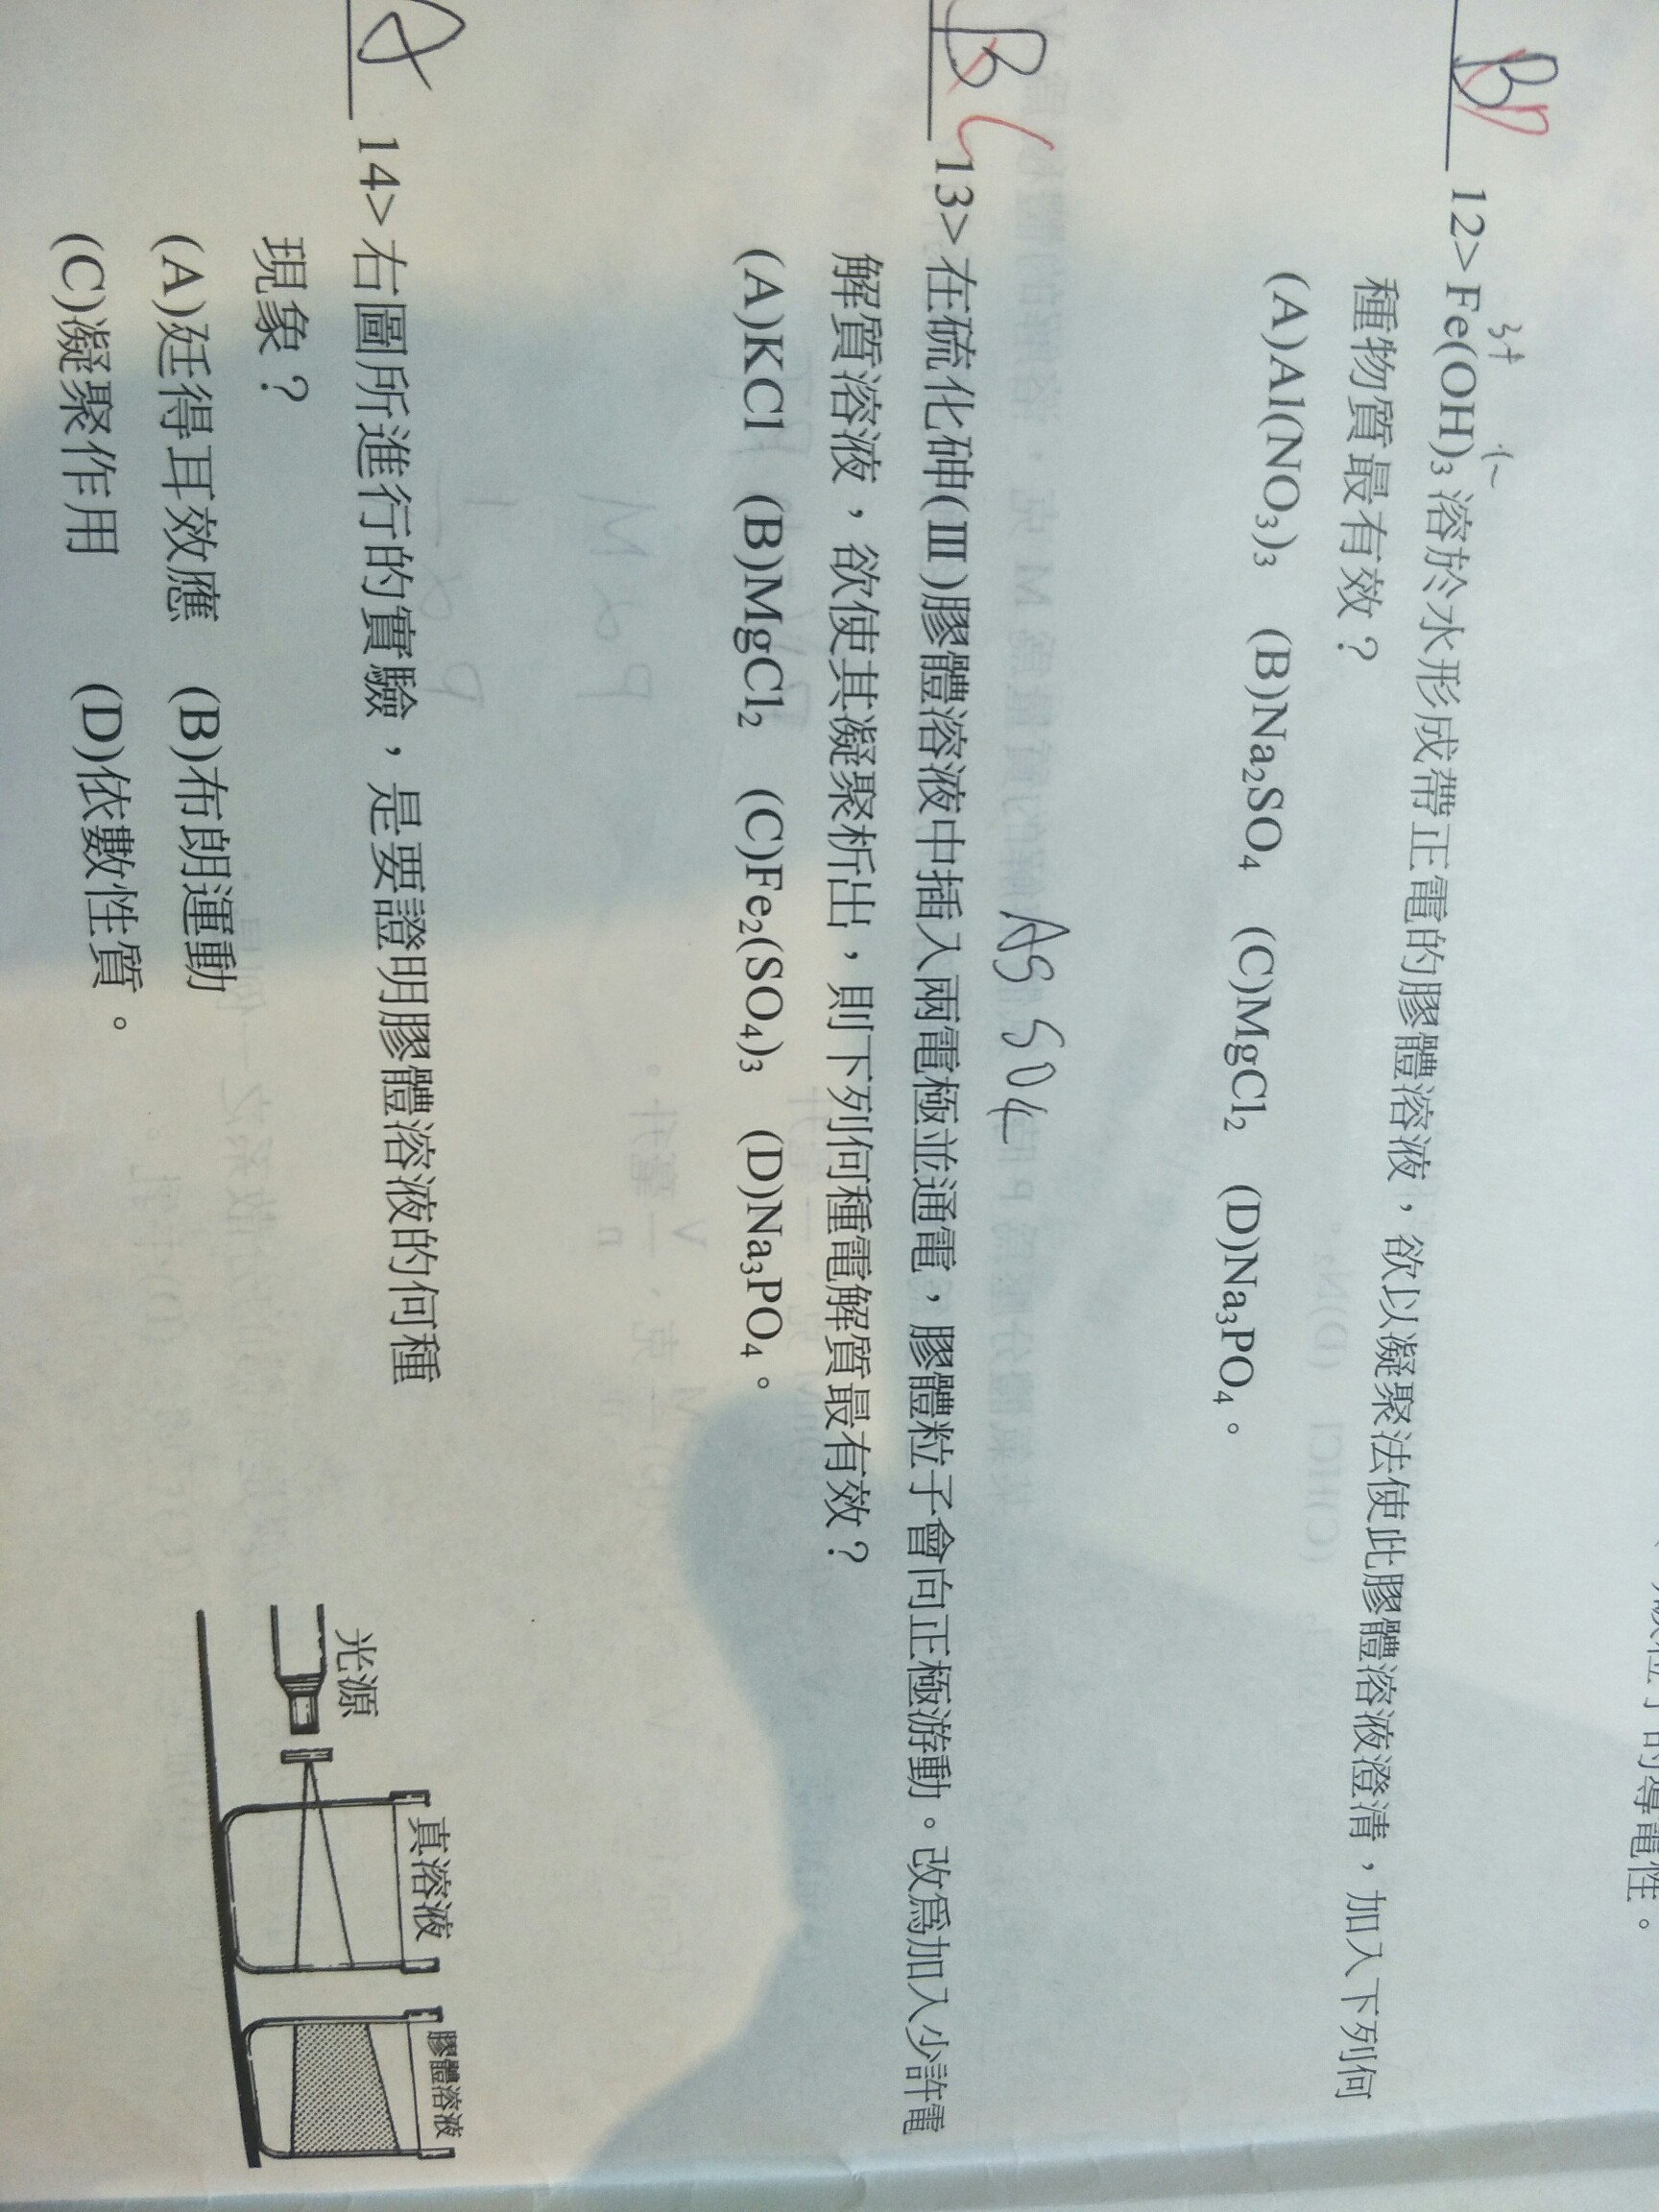 粒子的導電性。
B D 12> Fe(OH)₃ 溶於水形成帶正電的膠體溶液，欲以凝聚法使此膠體溶液澄清，加入下列何
3+
種物質最有效？
(A)Al(NO₃)₃ (B)Na₂SO₄ (C)MgCl₂ (D)Na₃PO₄。
AS SO4
B C 13> 在硫化砷(Ⅲ)膠體溶液中插入兩電極並通電，膠體粒子會向正極游動。改為加入少許電
解質溶液，欲使其凝聚析出，則下列何種電解質最有效？
(A)KCl (B)MgCl₂ (C)Fe₂(SO₄)₃ (D)Na₃PO₄。
A 14> 右圖所進行的實驗，是要證明膠體溶液的何種
現象？
(A)廷得耳效應 (B)布朗運動
(C)凝聚作用 (D)依數性質。
光源
真溶液
膠體溶液